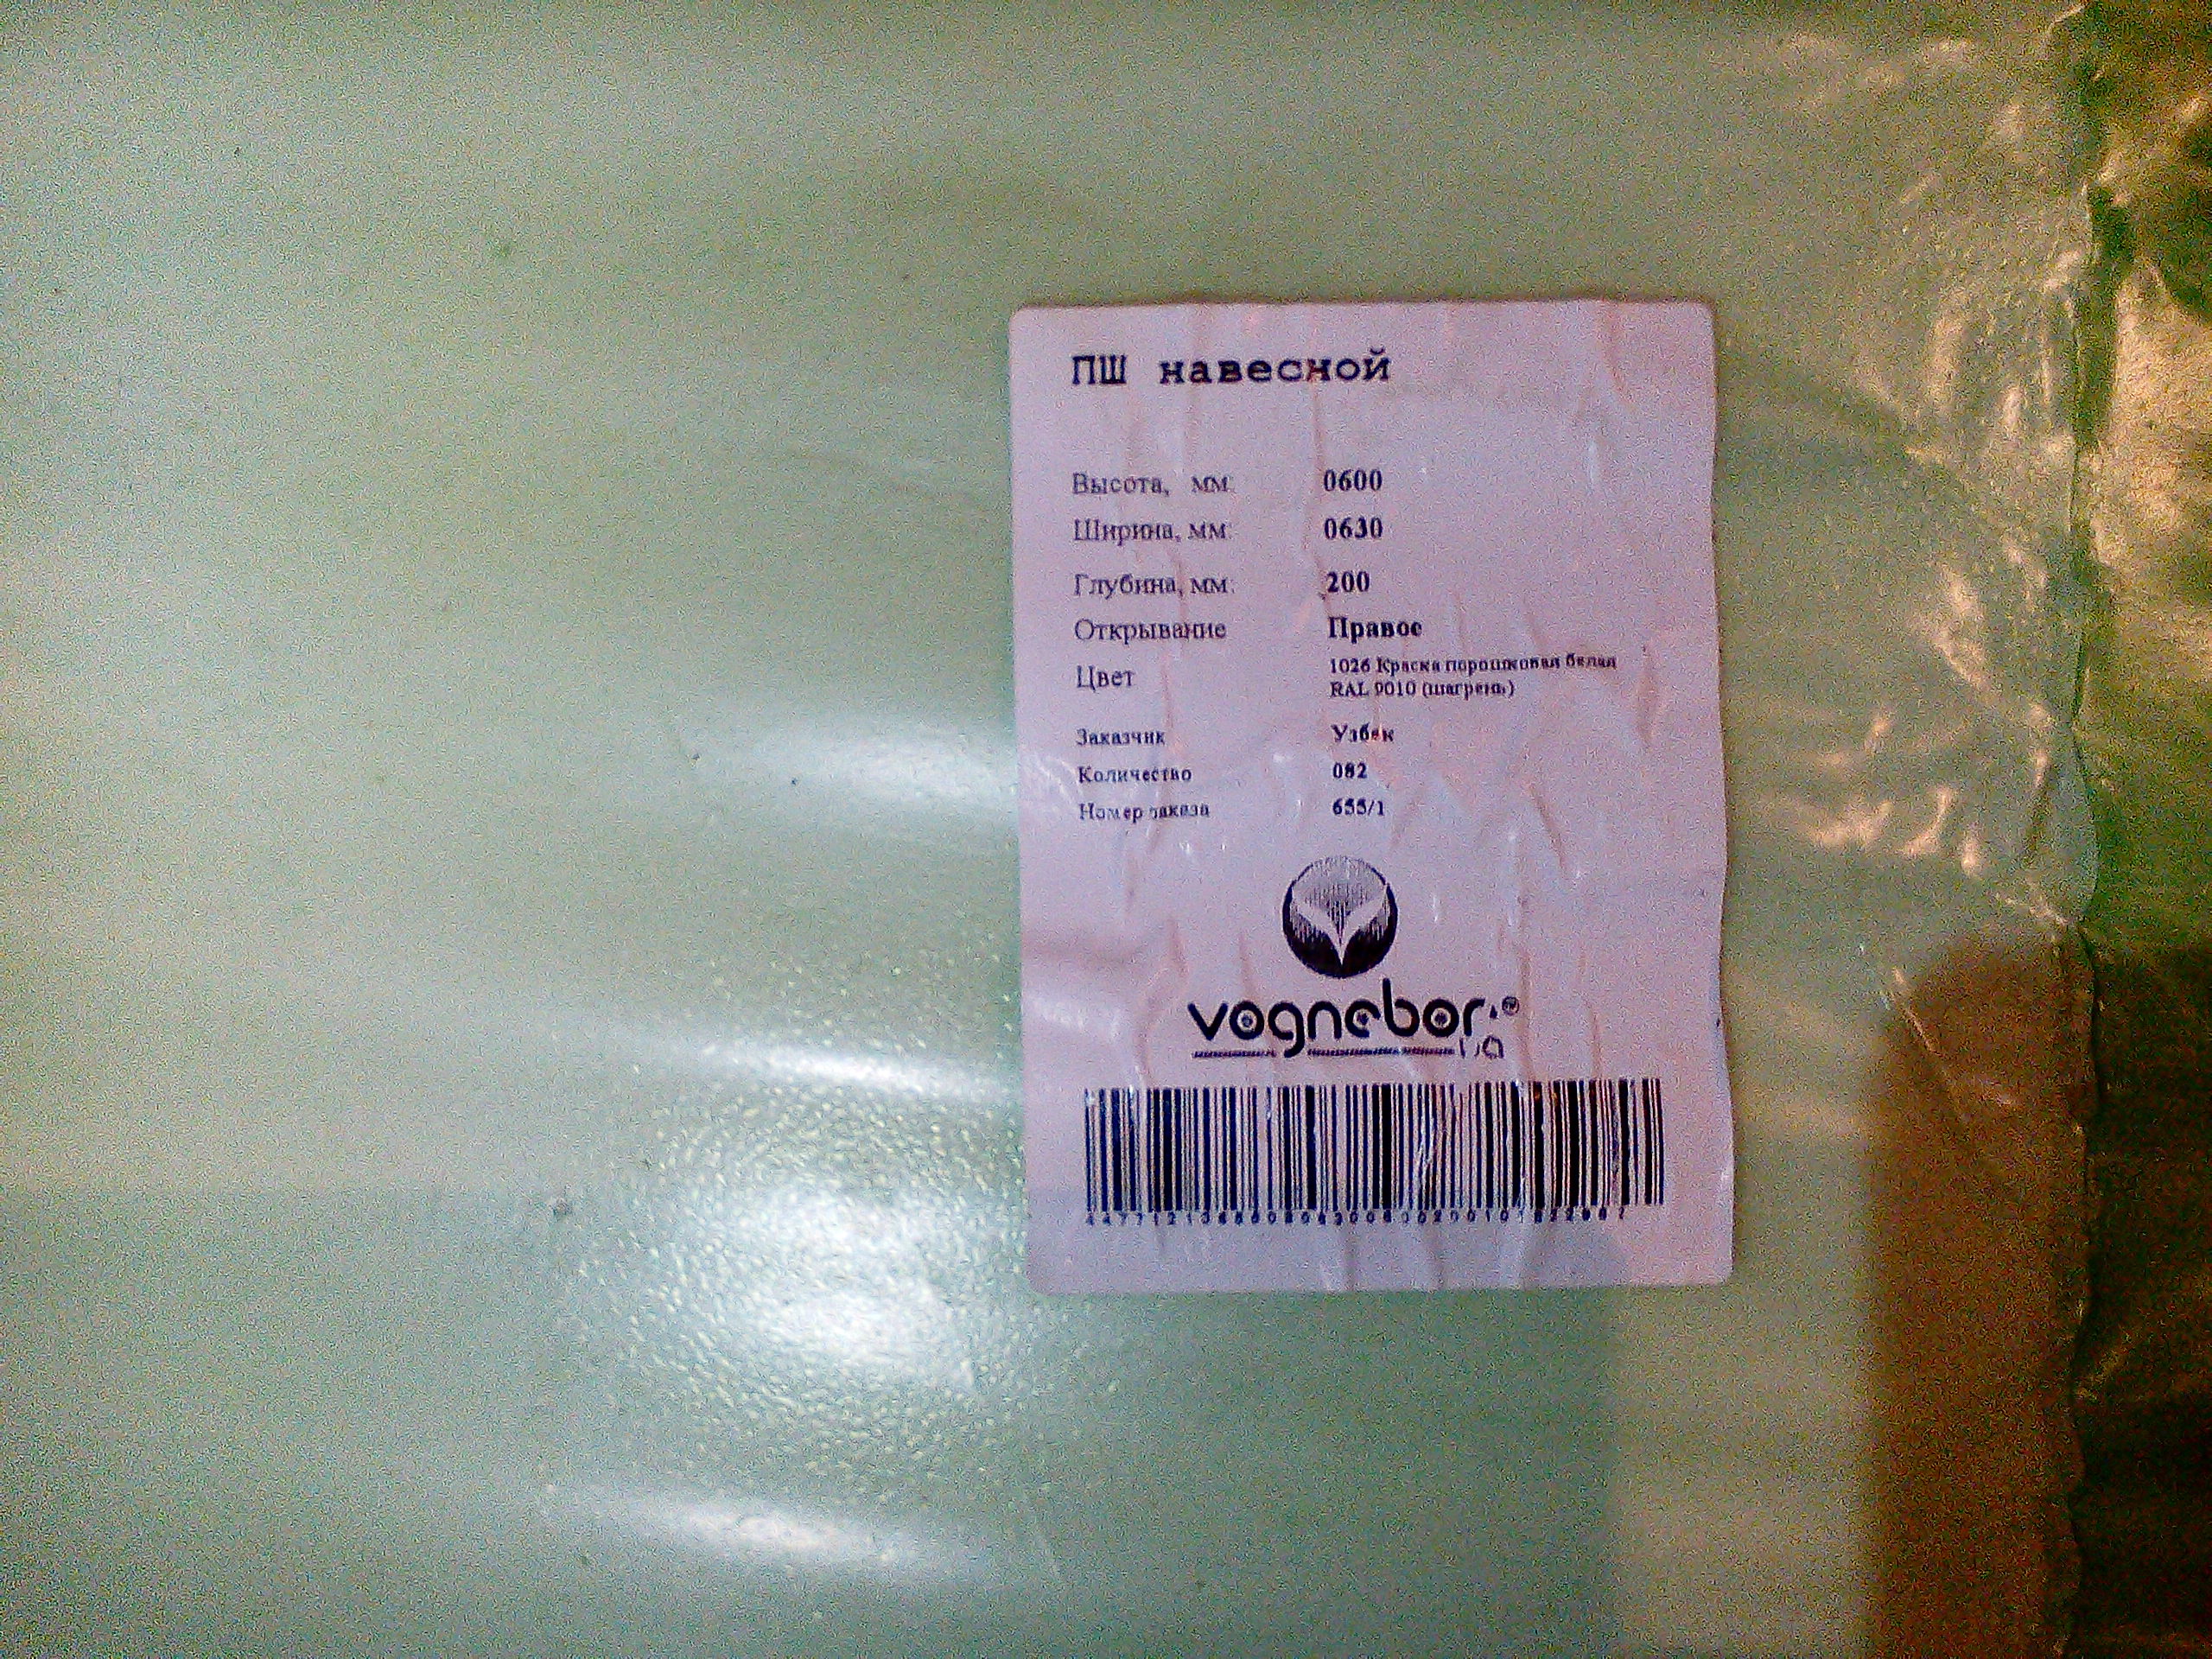 ПШ навесной
Высота, мм: 0600
Ширина, мм: 0630
Глубина, мм: 200
Открывание Правое
Цвет 1026 Краска порошковая белая
RAL 9010 (шагрень)
Заказчик Узбек
Количество 082
Номер заказа 655/1
vognebor
ua